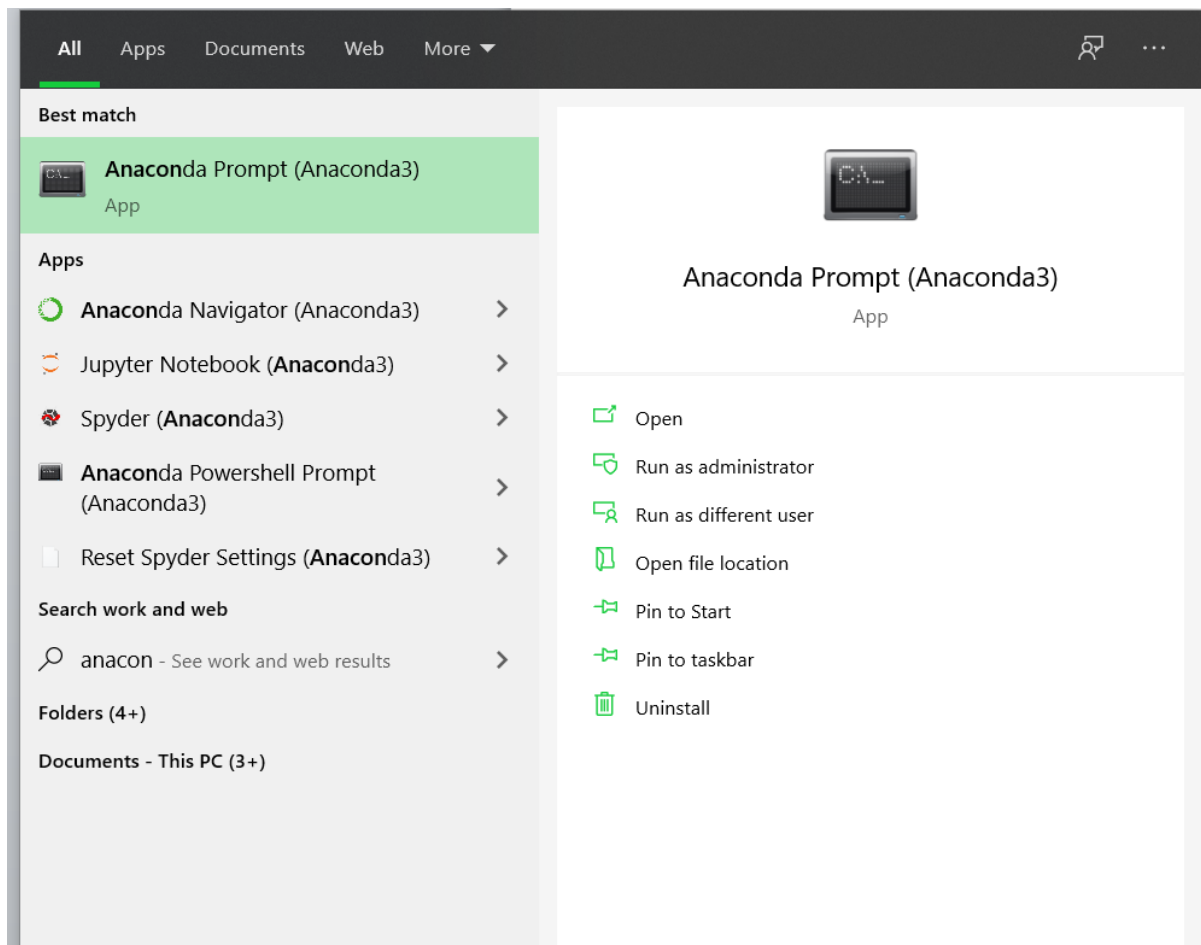 All Apps Documents Web More
Best match
Anaconda Prompt (Anaconda3)
App
Apps
Anaconda Navigator (Anaconda3)
Jupyter Notebook (Anaconda3)
Spyder (Anaconda3)
Anaconda Powershell Prompt
(Anaconda3)
Reset Spyder Settings (Anaconda3)
Search work and web
anacon - See work and web results
Folders (4+)
Documents - This PC (3+)
C:\_
Anaconda Prompt (Anaconda3)
App
Open
Run as administrator
Run as different user
Open file location
Pin to Start
Pin to taskbar
Uninstall